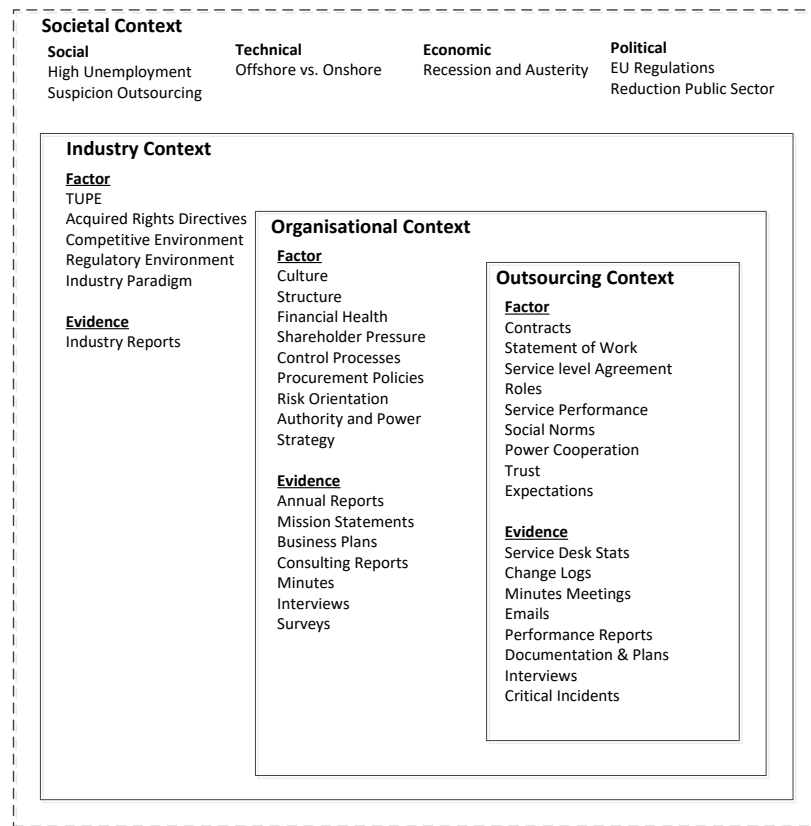 Societal Context
Social
High Unemployment
Suspicion Outsourcing
Technical
Offshore vs. Onshore
Economic
Recession and Austerity
Political
EU Regulations
Reduction Public Sector
Industry Context
Factor
TUPE
Acquired Rights Directives
Competitive Environment
Regulatory Environment
Industry Paradigm
Evidence
Industry Reports
Organisational Context
Factor
Culture
Structure
Financial Health
Shareholder Pressure
Control Processes
Procurement Policies
Risk Orientation
Authority and Power
Strategy
Evidence
Annual Reports
Mission Statements
Business Plans
Consulting Reports
Minutes
Interviews
Surveys
Outsourcing Context
Factor
Contracts
Statement of Work
Service level Agreement
Roles
Service Performance
Social Norms
Power Cooperation
Trust
Expectations
Evidence
Service Desk Stats
Change Logs
Minutes Meetings
Emails
Performance Reports
Documentation & Plans
Interviews
Critical Incidents